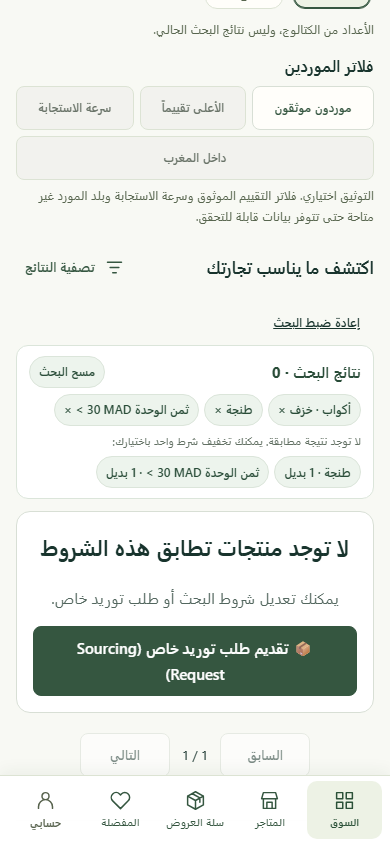 الأعداد من الكتالوج، وليس نتائج البحث الحالي.
فلاتر الموردين
موردون موثقون
الأعلى تقييماً
سرعة الاستجابة
داخل المغرب
التوثيق اختياري. فلاتر التقييم الموثوق وسرعة الاستجابة وبلد المورد غير
متاحة حتى تتوفر بيانات قابلة للتحقق.
اكتشف ما يناسب تجارتك
تصفية النتائج
إعادة ضبط البحث
نتائج البحث · 0
مسح البحث
أكواب · خزف ×
طنجة ×
ثمن الوحدة < 30 MAD ×
لا توجد نتيجة مطابقة. يمكنك تخفيف شرط واحد باختيارك:
طنجة · 1 بديل
ثمن الوحدة < 30 MAD · 1 بديل
لا توجد منتجات تطابق هذه الشروط
يمكنك تعديل شروط البحث أو طلب توريد خاص.
📦 تقديم طلب توريد خاص (Sourcing
Request)
السابق
1 / 1
التالي
السوق
المتاجر
سلة العروض
المفضلة
حسابي